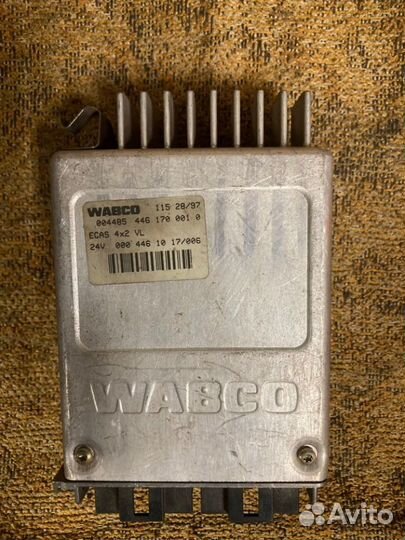 WABCO I15 28/97
004485 446 170 001 0
ECAS 4x2 VL
24V 000 446 10 17/006
WABCO
Avito